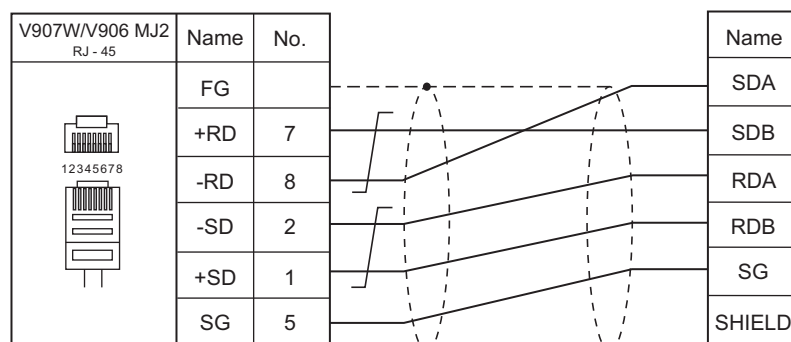 V907W/V906 MJ2 Name No. Name
RJ - 45
FG SDA
+RD 7 SDB
12345678
-RD 8 RDA
-SD 2 RDB
+SD 1 SG
SG 5 SHIELD